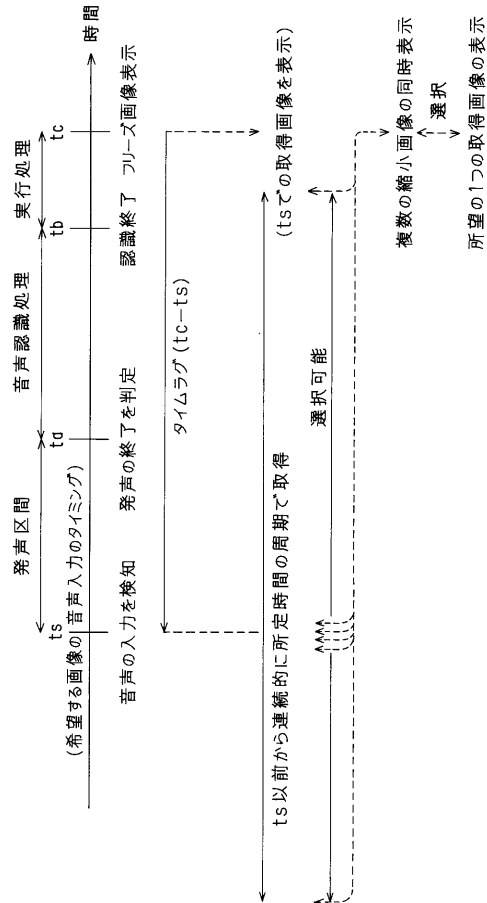 発声区間
音声認識処理
実行処理
ts
ta
tb
tc
(希望する画像の音声入力のタイミング)
時間
音声の入力を検知
発声の終了を判定
認識終了
フリーズ画像表示
タイムラグ(tc−ts)
(tsでの取得画像を表示)
ts以前から連続的に所定時間の周期で取得
選択可能
複数の縮小画像の同時表示
選択
所望の1つの取得画像の表示